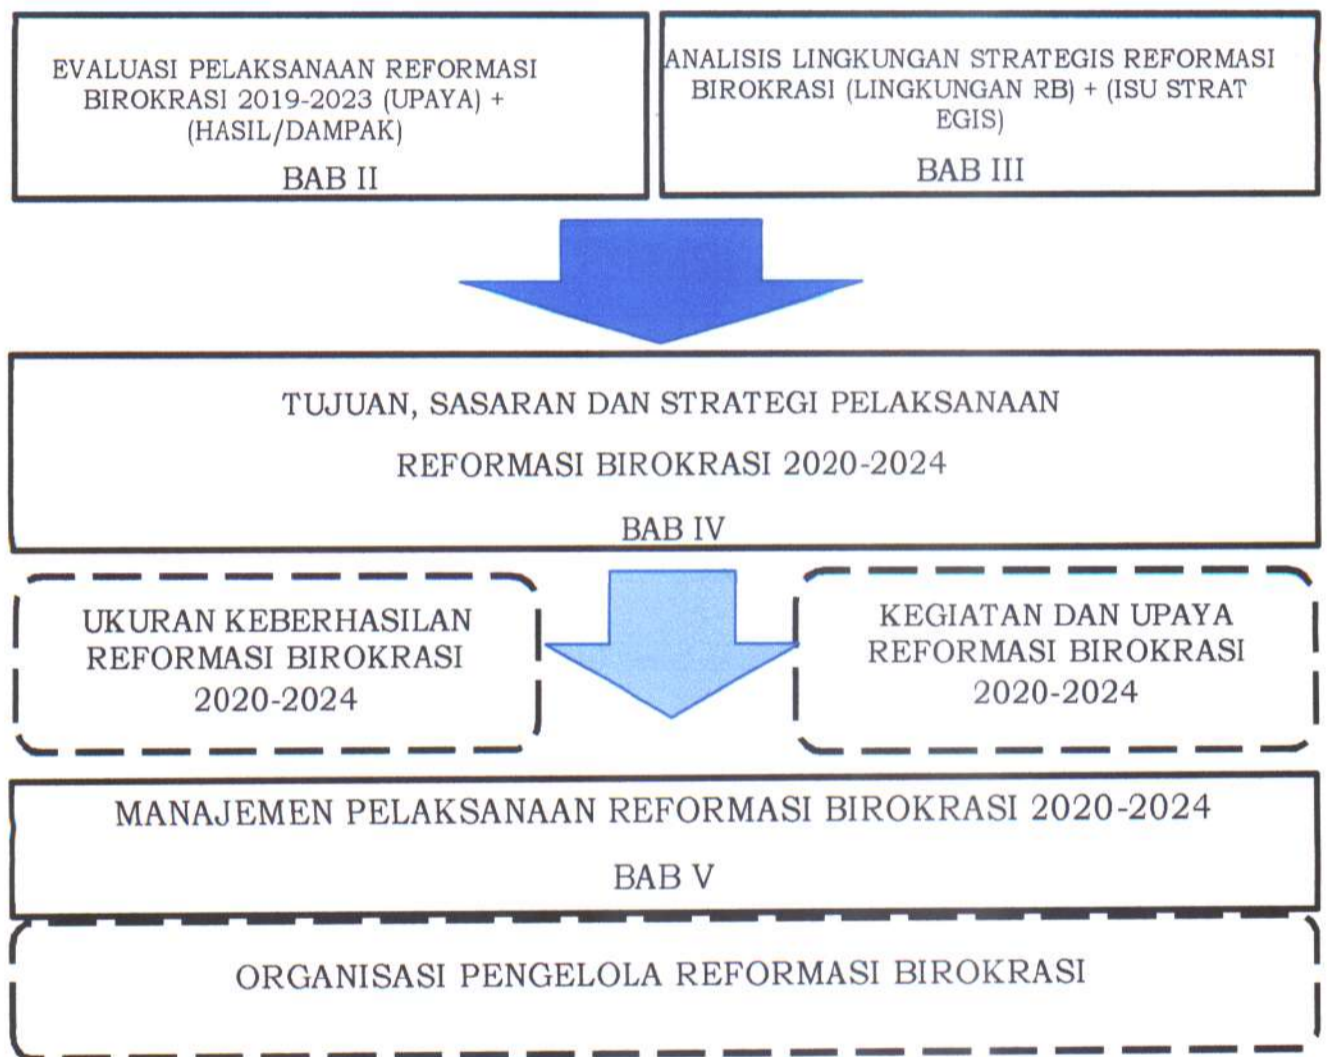 EVALUASI PELAKSANAAN REFORMASI
BIROKRASI 2019-2023 (UPAYA) +
(HASIL/DAMPAK)
BAB II
ANALISIS LINGKUNGAN STRATEGIS REFORMASI
BIROKRASI (LINGKUNGAN RB) + (ISU STRAT
EGIS)
BAB III
TUJUAN, SASARAN DAN STRATEGI PELAKSANAAN
REFORMASI BIROKRASI 2020-2024
BAB IV
UKURAN KEBERHASILAN
REFORMASI BIROKRASI
2020-2024
KEGIATAN DAN UPAYA
REFORMASI BIROKRASI
2020-2024
MANAJEMEN PELAKSANAAN REFORMASI BIROKRASI 2020-2024
BAB V
ORGANISASI PENGELOLA REFORMASI BIROKRASI